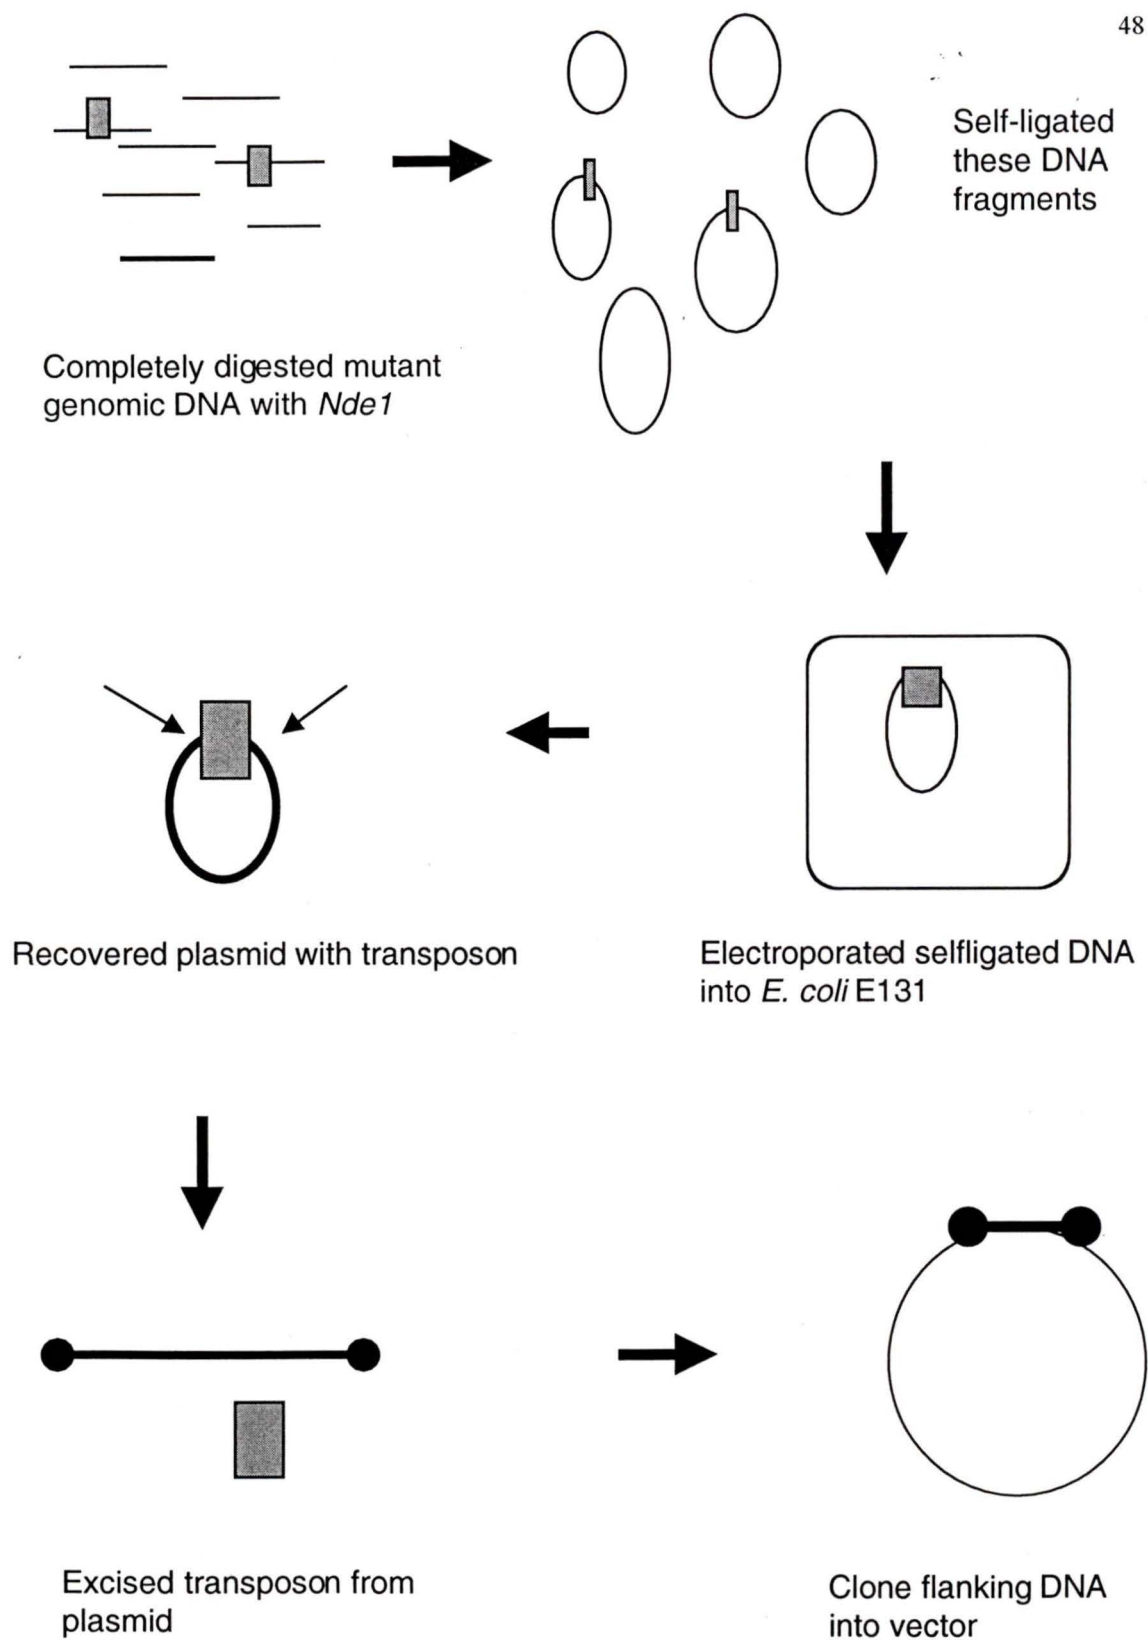 48
Self-ligated
these DNA
fragments
Completely digested mutant
genomic DNA with Nde1
Recovered plasmid with transposon
Electroporated selfligated DNA
into E. coli E131
Excised transposon from
plasmid
Clone flanking DNA
into vector